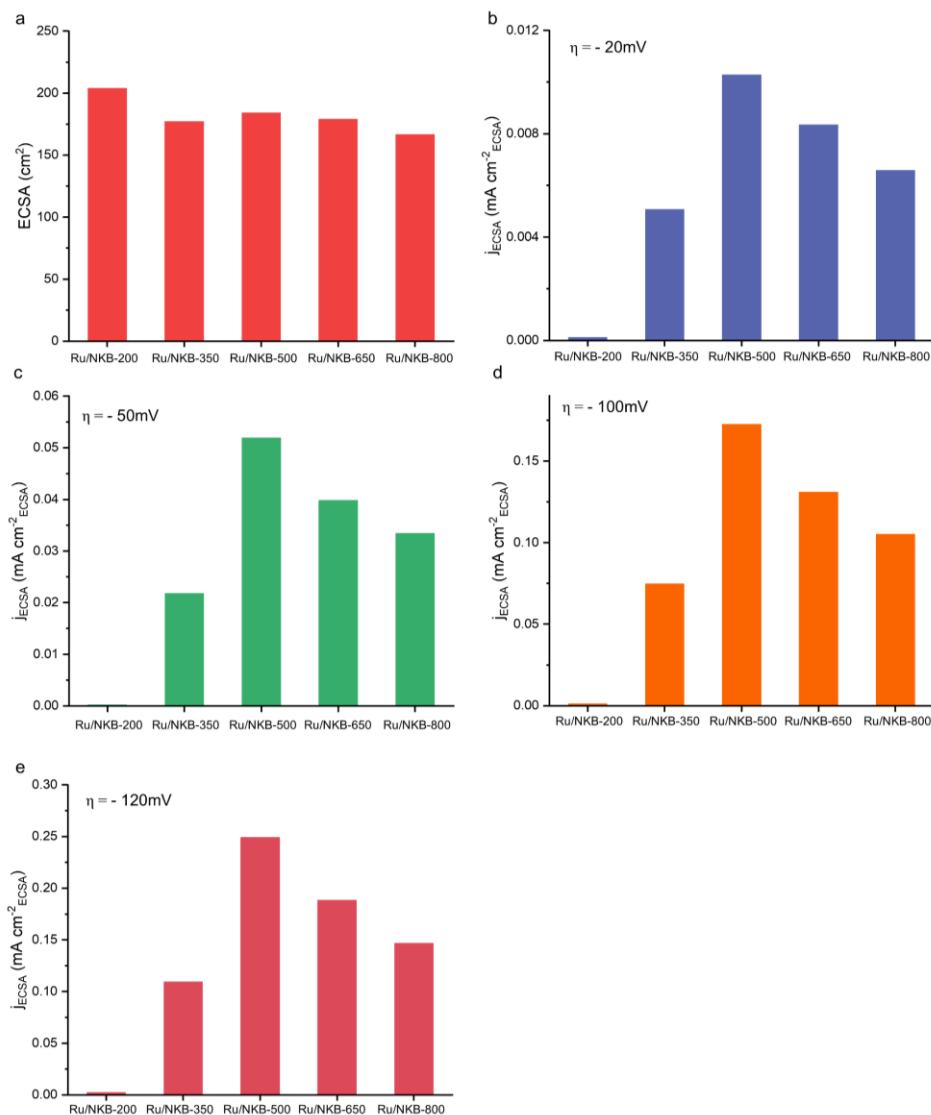 a
250
200
150
100
50
0
ECSA (cm²)
Ru/NKB-200 Ru/NKB-350 Ru/NKB-500 Ru/NKB-650 Ru/NKB-800
b
η = - 20mV
0.012
0.008
0.004
0.000
jECSA (mA cm⁻²ECSA)
Ru/NKB-200 Ru/NKB-350 Ru/NKB-500 Ru/NKB-650 Ru/NKB-800
c
η = - 50mV
0.06
0.05
0.04
0.03
0.02
0.01
0.00
jECSA (mA cm⁻²ECSA)
Ru/NKB-200 Ru/NKB-350 Ru/NKB-500 Ru/NKB-650 Ru/NKB-800
d
η = - 100mV
0.15
0.10
0.05
0.00
jECSA (mA cm⁻²ECSA)
Ru/NKB-200 Ru/NKB-350 Ru/NKB-500 Ru/NKB-650 Ru/NKB-800
e
η = - 120mV
0.30
0.25
0.20
0.15
0.10
0.05
0.00
jECSA (mA cm⁻²ECSA)
Ru/NKB-200 Ru/NKB-350 Ru/NKB-500 Ru/NKB-650 Ru/NKB-800